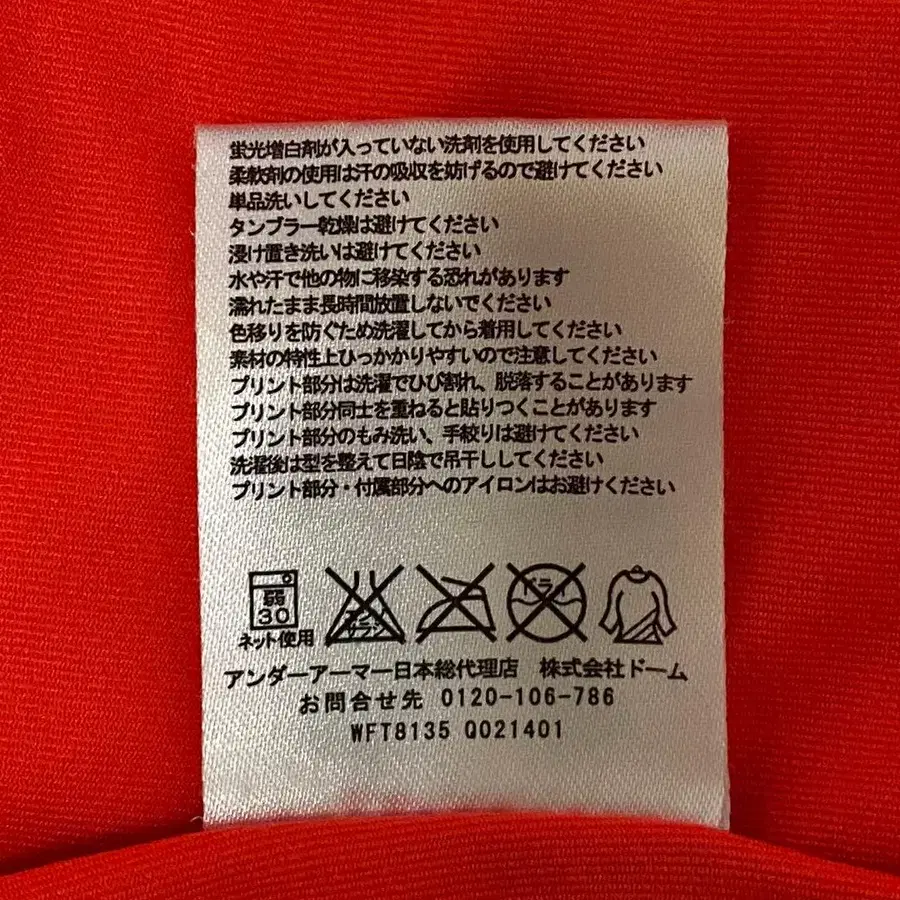 蛍光増白剤が入っていない洗剤を使用してください
柔軟剤の使用は汗の吸収を妨げるので避けてください
単品洗いしてください
タンブラー乾燥は避けてください
浸け置き洗いは避けてください
水や汗で他の物に移染する恐れがあります
濡れたまま長時間放置しないでください
色移りを防ぐため洗濯してから着用してください
素材の特性上ひっかかりやすいので注意してください
プリント部分は洗濯でひび割れ、脱落することがあります
プリント部分同士を重ねると貼りつくことがあります
プリント部分のもみ洗い、手絞りは避けてください
洗濯後は型を整えて日陰で吊干ししてください
プリント部分・付属部分へのアイロンはお避けください
弱
30
ネット使用
エンソ
サラシ
ドライ
アンダーアーマー日本総代理店 株式会社ドーム
お問合せ先 0120-106-786
WFT8135 Q021401